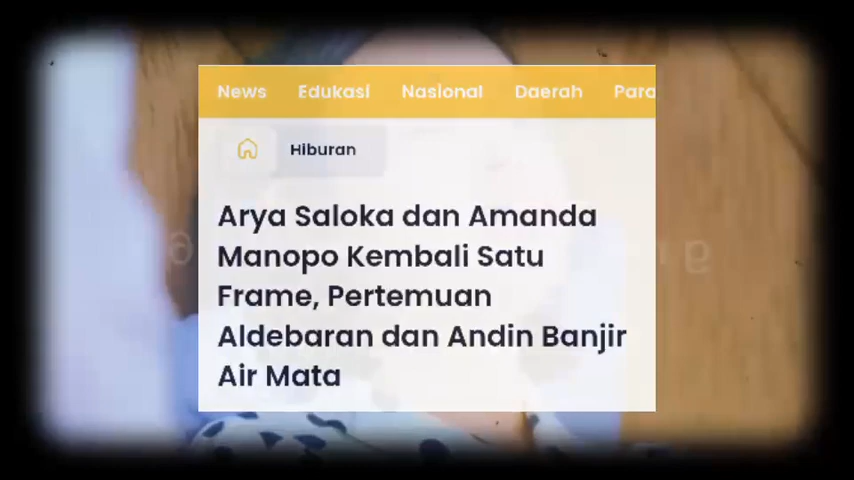 News Edukasi Nasional Daerah Para
Hiburan
Arya Saloka dan Amanda
Manopo Kembali Satu
Frame, Pertemuan
Aldebaran dan Andin Banjir
Air Mata